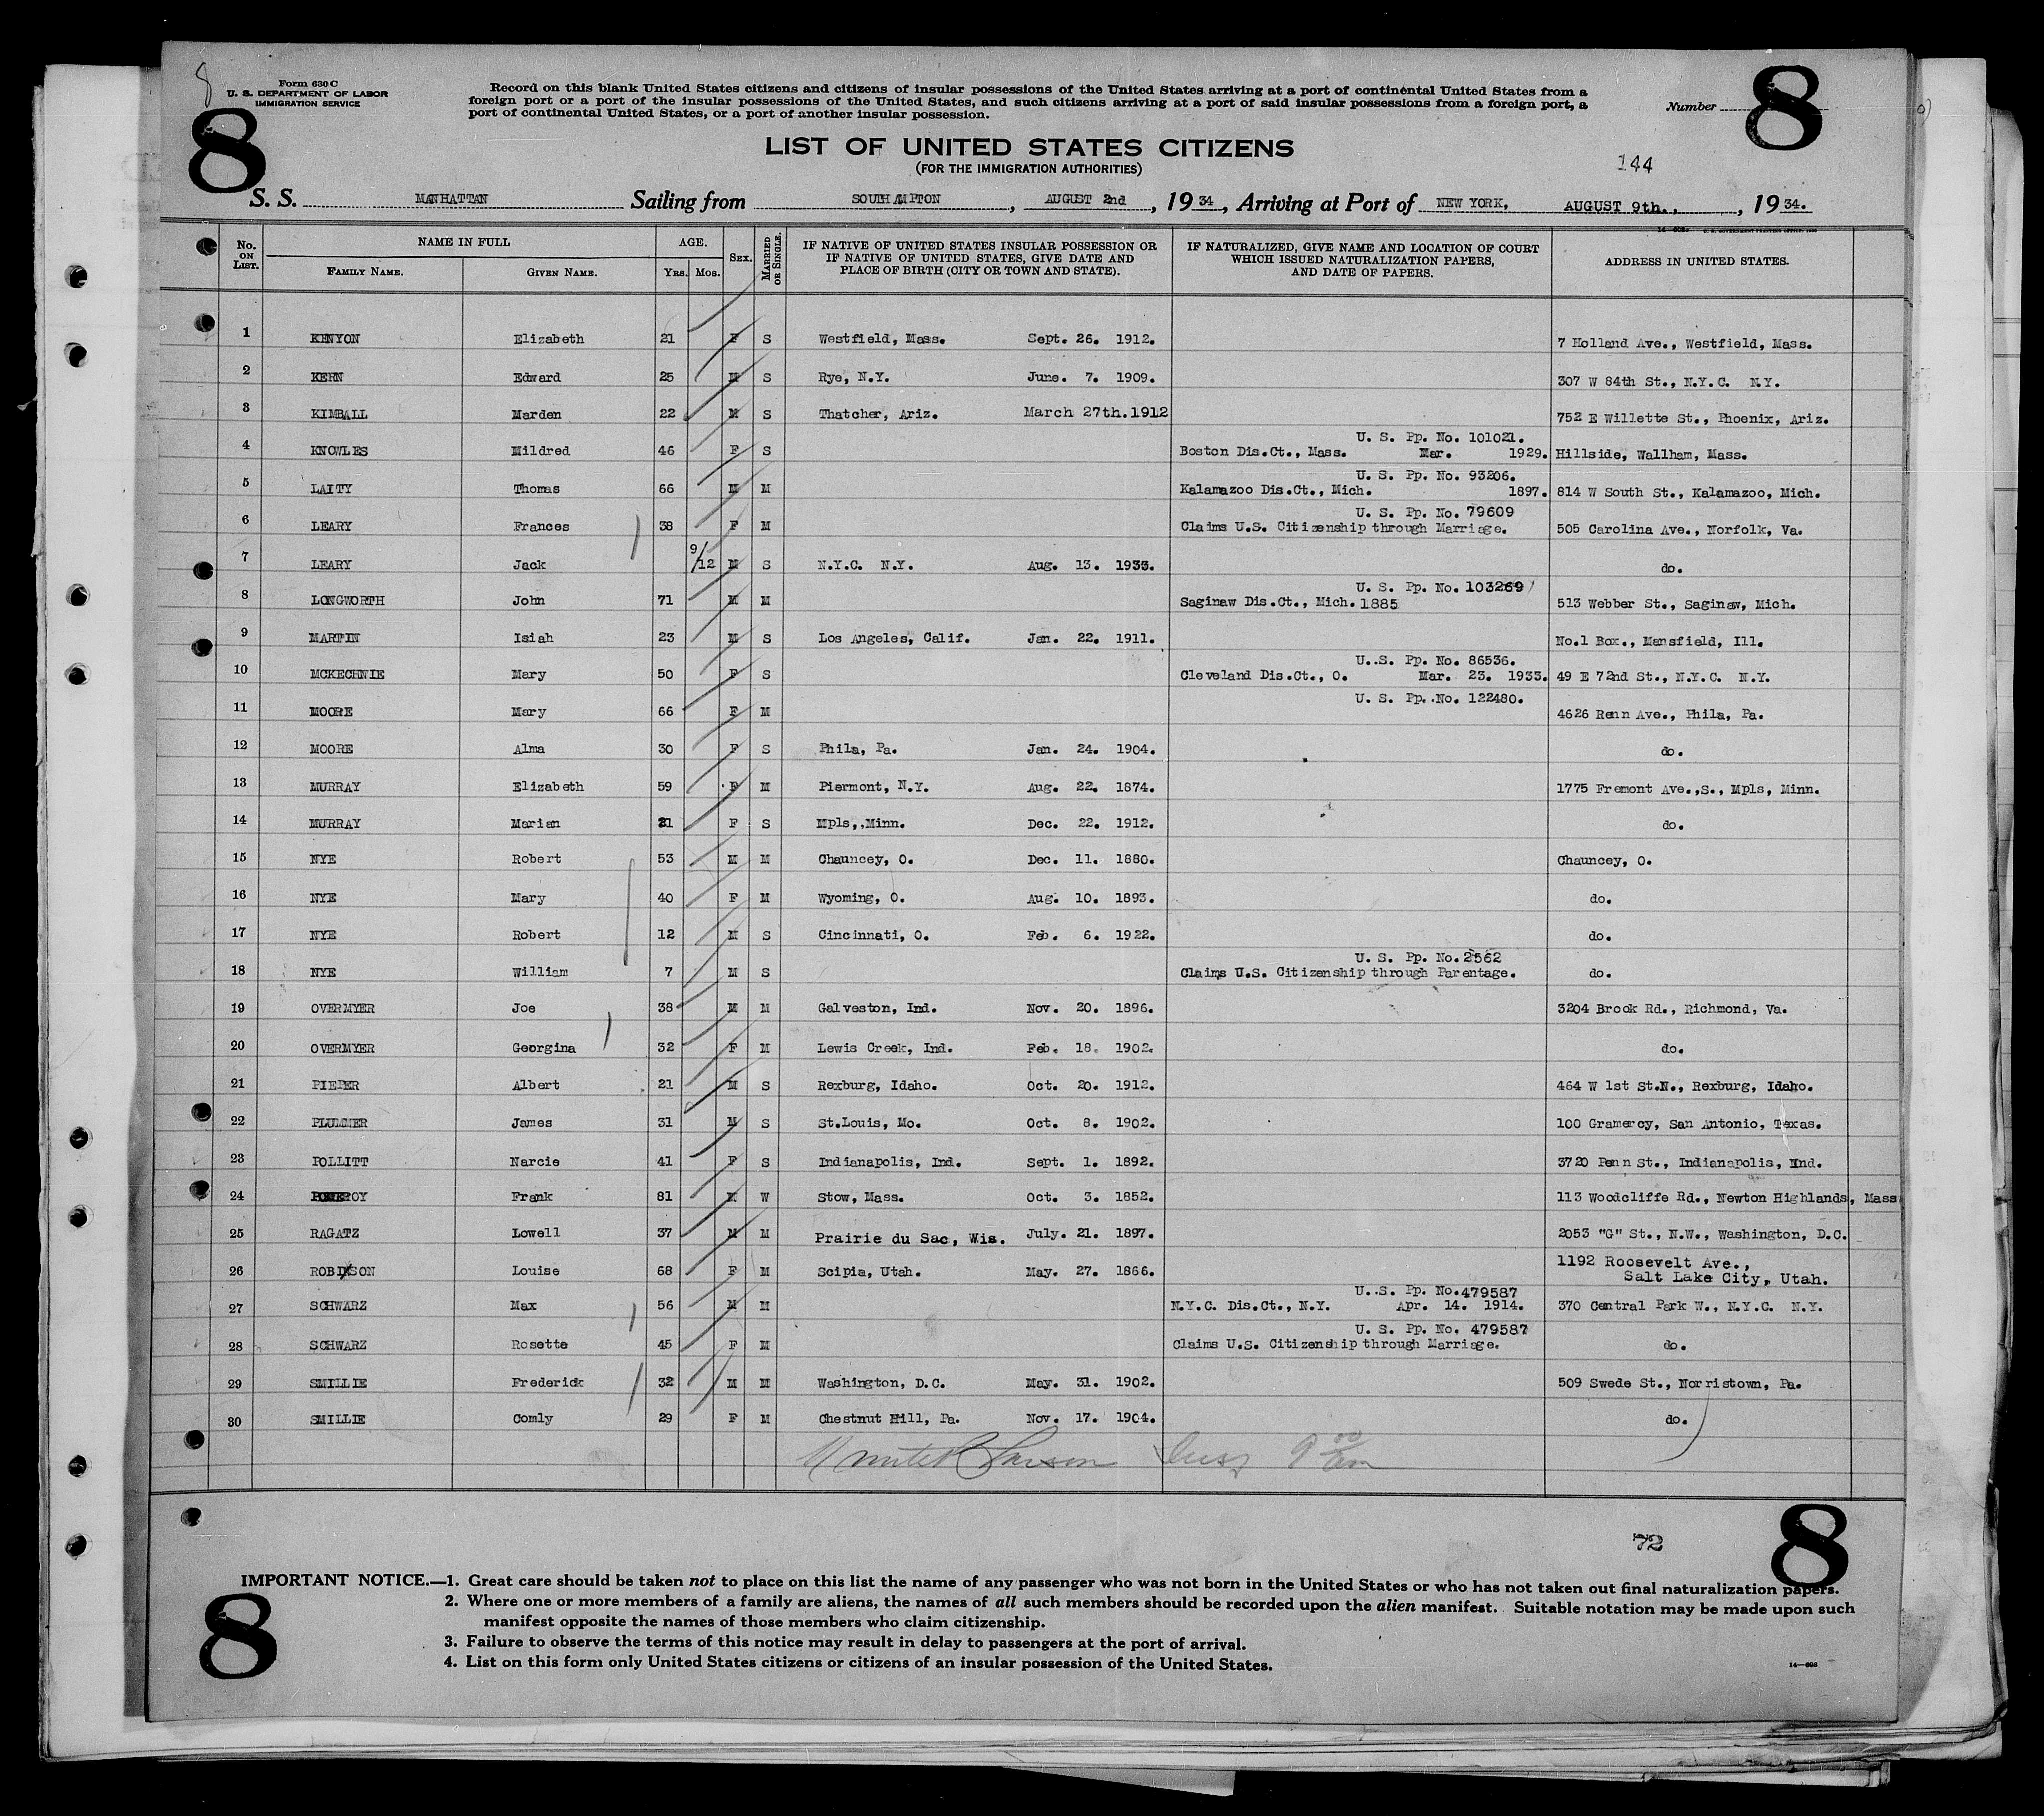 8
Form 630 C
U. S. DEPARTMENT OF LABOR
IMMIGRATION SERVICE
8
Record on this blank United States citizens and citizens of insular possessions of the United States arriving at a port of continental United States from a
foreign port or a port of the insular possessions of the United States, and such citizens arriving at a port of said insular possessions from a foreign port, a
port of continental United States, or a port of another insular possession.
Number
8
LIST OF UNITED STATES CITIZENS
(FOR THE IMMIGRATION AUTHORITIES)
144
S. S. MANHATTAN Sailing from SOUTHAMPTON, AUGUST 2nd, 1934, Arriving at Port of NEW YORK, AUGUST 9th., 1934.
No. ON LIST. NAME IN FULL FAMILY NAME. GIVEN NAME. AGE. YRS. MOS. SEX. MARRIED OR SINGLE. IF NATIVE OF UNITED STATES INSULAR POSSESSION OR IF NATIVE OF UNITED STATES, GIVE DATE AND PLACE OF BIRTH (CITY OR TOWN AND STATE). IF NATURALIZED, GIVE NAME AND LOCATION OF COURT WHICH ISSUED NATURALIZATION PAPERS, AND DATE OF PAPERS. ADDRESS IN UNITED STATES.
1 KENYON Elizabeth 21 F S Westfield, Mass. Sept. 26. 1912. 7 Holland Ave., Westfield, Mass.
2 KERN Edward 25 M S Rye, N.Y. June. 7. 1909. 307 W 84th St., N.Y.C. N.Y.
3 KIMBALL Marden 22 M S Thatcher, Ariz. March 27th.1912 752 E Willette St., Phoenix, Ariz.
U. S. Pp. No. 101021.
4 KNOWLES Mildred 46 F S Boston Dis.Ct., Mass. Mar. 1929. Hillside, Wallham, Mass.
U. S. Pp. No. 93206.
5 LAITY Thomas 66 M M Kalamazoo Dis.Ct., Mich. 1897. 814 W South St., Kalamazoo, Mich.
U. S. Pp. No. 79609
6 LEARY Frances 38 F M Claims U.S. Citizenship through Marriage. 505 Carolina Ave., Norfolk, Va.
7 LEARY Jack 9/12 M S N.Y.C. N.Y. Aug. 13. 1933. do.
U. S. Pp. No. 103269
8 LONGWORTH John 71 M M Saginaw Dis.Ct., Mich. 1885 513 Webber St., Saginaw, Mich.
9 MARTIN Isiah 23 M S Los Angeles, Calif. Jan. 22. 1911. No.1 Box., Mansfield, Ill.
U..S. Pp. No. 86536.
10 MCKECHNIE Mary 50 F S Cleveland Dis.Ct., O. Mar. 23. 1933. 49 E 72nd St., N.Y.C. N.Y.
U. S. Pp..No. 122480.
11 MOORE Mary 66 F M 4626 Renn Ave., Phila, Pa.
12 MOORE Alma 30 F S Phila, Pa. Jan. 24. 1904. do.
13 MURRAY Elizabeth 59 F M Piermont, N.Y. Aug. 22. 1874. 1775 Fremont Ave.,S., Mpls, Minn.
14 MURRAY Marian 21 F S Mpls,.Minn. Dec. 22. 1912. do.
15 NYE Robert 53 M M Chauncey, O. Dec. 11. 1880. Chauncey, O.
16 NYE Mary 40 F M Wyoming, O. Aug. 10. 1893. do.
17 NYE Robert 12 M S Cincinnati, O. Feb. 6. 1922. do.
U. S. Pp. No.2562
18 NYE William 7 M S Claims U.S. Citizenship through Parentage. do.
19 OVERMYER Joe 38 M M Galveston, Ind. Nov. 20. 1896. 3204 Brook Rd., Richmond, Va.
20 OVERMYER Georgina 32 F M Lewis Creek, Ind. Feb. 18. 1902. do.
21 PIEPER Albert 21 M S Rexburg, Idaho. Oct. 20. 1912. 464 W 1st St.N., Rexburg, Idaho.
22 PLUMMER James 31 M S St.Louis, Mo. Oct. 8. 1902. 100 Gramercy, San Antonio, Texas.
23 POLLITT Narcie 41 F S Indianapolis, Ind. Sept. 1. 1892. 3720 Penn St., Indianapolis, Ind.
24 POMEROY Frank 81 M W Stow, Mass. Oct. 3. 1852. 113 Woodcliffe Rd., Newton Highlands, Mass
25 RAGATZ Lowell 37 M M Prairie du Sac, Wis. July. 21. 1897. 2053 "G" St., N.W., Washington, D.C.
26 ROBISON Louise 68 F M Scipia, Utah. May. 27. 1866. 1192 Roosevelt Ave.,
Salt Lake City, Utah.
U..S. Pp. No.479587
27 SCHWARZ Max 56 M M N.Y.C. Dis.Ct., N.Y. Apr. 14. 1914. 370 Central Park W., N.Y.C. N.Y.
U. S. Pp. No. 479587
28 SCHWARZ Rosette 45 F M Claims U.S. Citizenship through Marriage. do.
29 SMILLIE Frederick 32 M M Washington, D.C. May. 31. 1902. 509 Swede St., Norristown, Pa.
30 SMILLIE Comly 29 F M Chestnut Hill, Pa. Nov. 17. 1904. do.
72
8
IMPORTANT NOTICE.—1. Great care should be taken not to place on this list the name of any passenger who was not born in the United States or who has not taken out final naturalization papers.
2. Where one or more members of a family are aliens, the names of all such members should be recorded upon the alien manifest. Suitable notation may be made upon such
manifest opposite the names of those members who claim citizenship.
3. Failure to observe the terms of this notice may result in delay to passengers at the port of arrival.
4. List on this form only United States citizens or citizens of an insular possession of the United States.
8